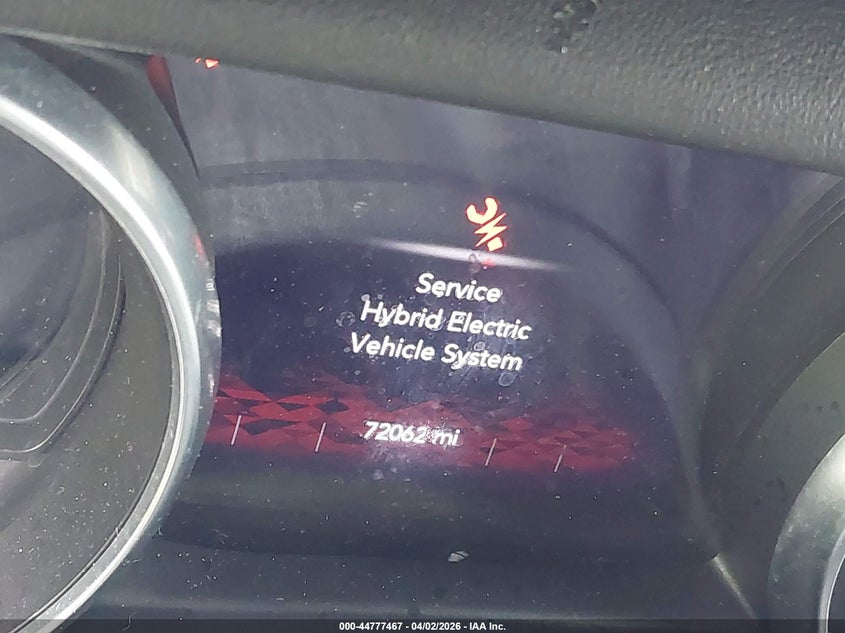 Service
Hybrid Electric
Vehicle System
72062 mi
000-44777467 - 04/02/2026 - IAA Inc.